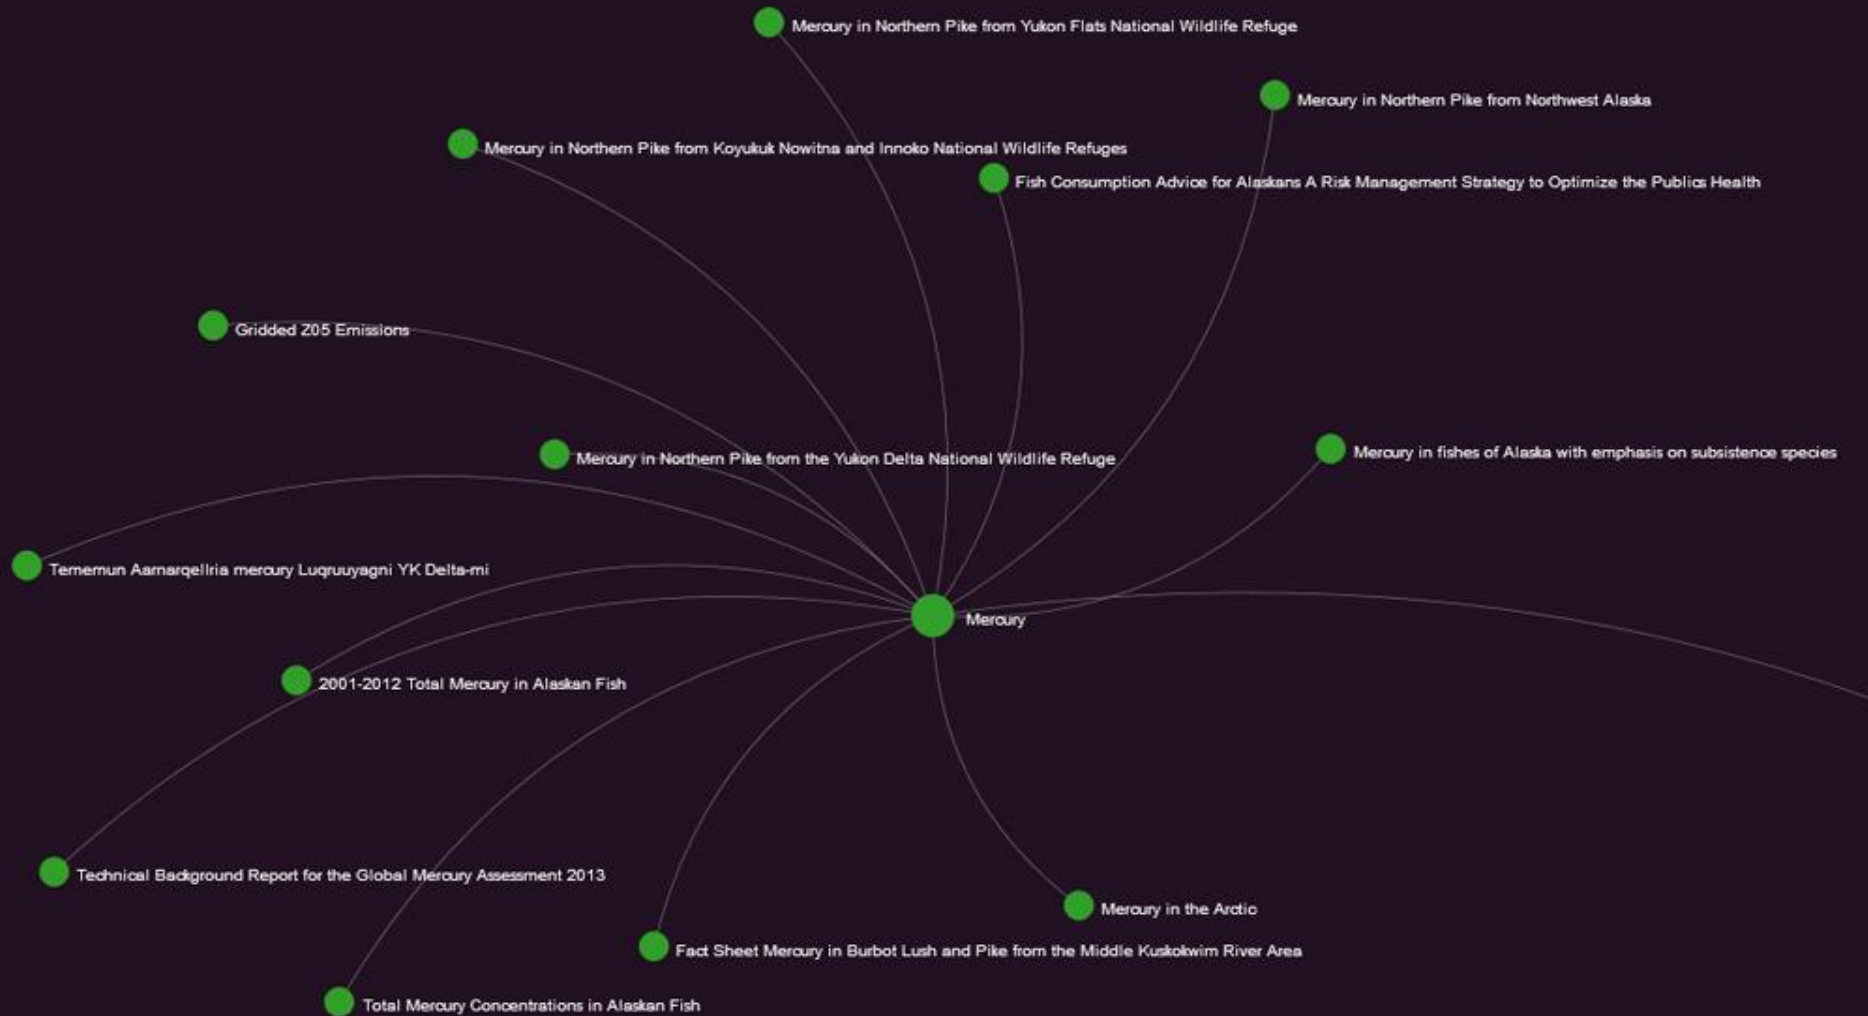 Mercury in Northern Pike from Yukon Flats National Wildlife Refuge
Mercury in Northern Pike from Northwest Alaska
Mercury in Northern Pike from Koyukuk Nowitna and Innoko National Wildlife Refuges
Fish Consumption Advice for Alaskans A Risk Management Strategy to Optimize the Publics Health
Gridded Z05 Emissions
Mercury in Northern Pike from the Yukon Delta National Wildlife Refuge
Mercury in fishes of Alaska with emphasis on subsistence species
Tememun Aarnarqellria mercury Luqruuyagni YK Delta-mi
Mercury
2001-2012 Total Mercury in Alaskan Fish
Technical Background Report for the Global Mercury Assessment 2013
Mercury in the Arctic
Fact Sheet Mercury in Burbot Lush and Pike from the Middle Kuskokwim River Area
Total Mercury Concentrations in Alaskan Fish